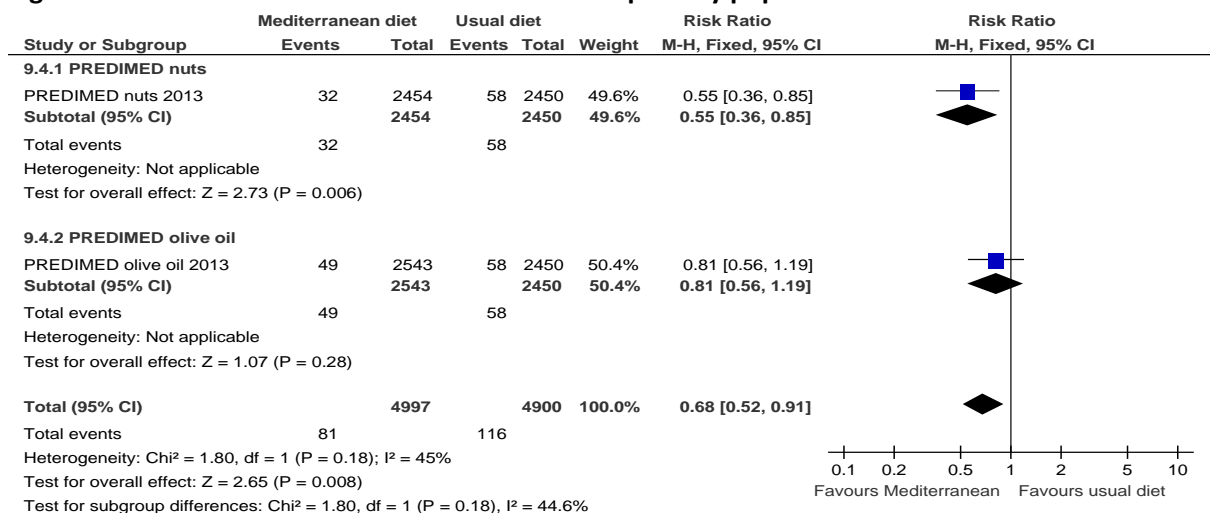 Mediterranean diet Usual diet Risk Ratio Risk Ratio
Study or Subgroup Events Total Events Total Weight M-H, Fixed, 95% CI M-H, Fixed, 95% CI
9.4.1 PREDIMED nuts
PREDIMED nuts 2013 32 2454 58 2450 49.6% 0.55 [0.36, 0.85]
Subtotal (95% CI) 2454 2450 49.6% 0.55 [0.36, 0.85]
Total events 32 58
Heterogeneity: Not applicable
Test for overall effect: Z = 2.73 (P = 0.006)
9.4.2 PREDIMED olive oil
PREDIMED olive oil 2013 49 2543 58 2450 50.4% 0.81 [0.56, 1.19]
Subtotal (95% CI) 2543 2450 50.4% 0.81 [0.56, 1.19]
Total events 49 58
Heterogeneity: Not applicable
Test for overall effect: Z = 1.07 (P = 0.28)
Total (95% CI) 4997 4900 100.0% 0.68 [0.52, 0.91]
Total events 81 116
Heterogeneity: Chi² = 1.80, df = 1 (P = 0.18); I² = 45%
Test for overall effect: Z = 2.65 (P = 0.008)
Test for subgroup differences: Chi² = 1.80, df = 1 (P = 0.18), I² = 44.6%
0.1 0.2 0.5 1 2 5 10
Favours Mediterranean Favours usual diet